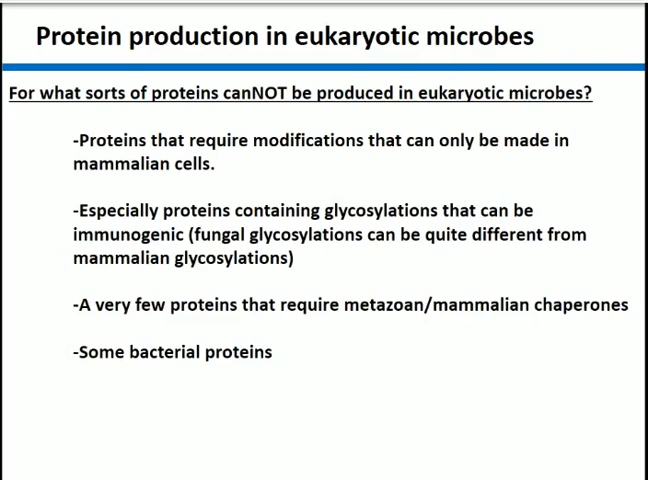 Protein production in eukaryotic microbes
For what sorts of proteins canNOT be produced in eukaryotic microbes?
-Proteins that require modifications that can only be made in
mammalian cells.
-Especially proteins containing glycosylations that can be
immunogenic (fungal glycosylations can be quite different from
mammalian glycosylations)
-A very few proteins that require metazoan/mammalian chaperones
-Some bacterial proteins